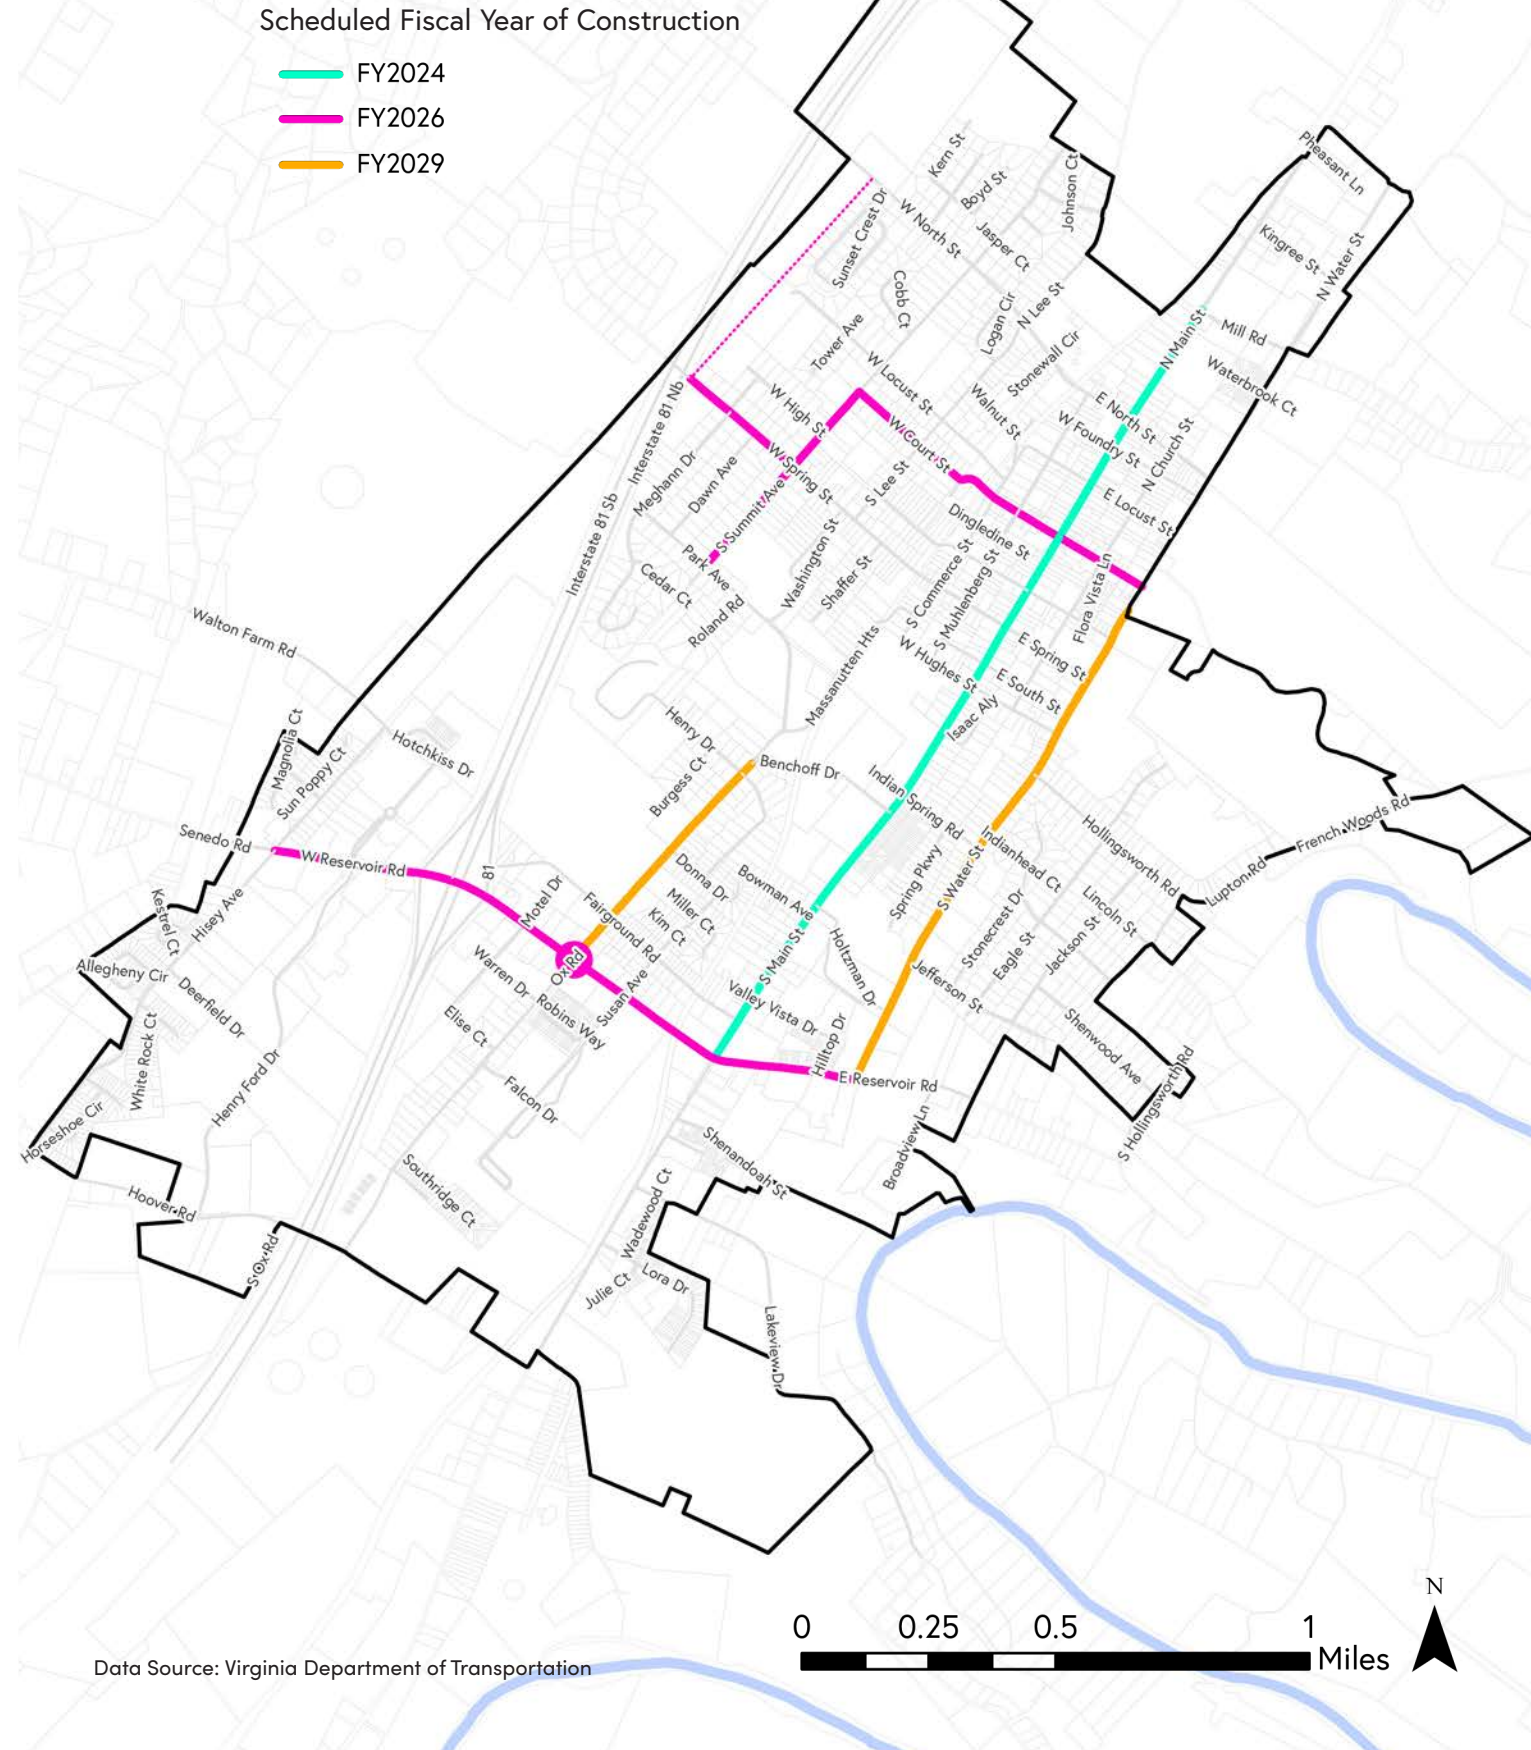 Scheduled Fiscal Year of Construction
FY2024
FY2026
FY2029
Pheasant Ln
Kern St
Boyd St
Johnson Ct
W North St
Jasper Ct
Sunset Crest Dr
Kingree St
N Water St
Cobb Ct
Logan Cir
N Lee St
N Main St
Mill Rd
Tower Ave
Stonewall Cir
Waterbrook Ct
W Locust St
W High St
Walnut St
E North St
W Foundry St
N Church St
Interstate 81 Nb
W Court St
W Spring St
Meghann Dr
Dawn Ave
S Lee St
E Locust St
Interstate 81 Sb
S Summit Ave
Dingledine St
Park Ave
Washington St
Shaffer St
S Commerce St
S Muhlenberg St
Flora Vista Ln
Cedar Ct
Roland Rd
Walton Farm Rd
Massanutten Hts
W Hughes St
E Spring St
E South St
Isaac Aly
Magnolia Ct
Sun Poppy Ct
Hotchkiss Dr
Henry Dr
Burgess Ct
Benchoff Dr
Indian Spring Rd
Hollingsworth Rd
French Woods Rd
Senedo Rd
W Reservoir Rd
81
Indianhead Ct
Lupton Rd
Kestrel Ct
Hisey Ave
Motel Dr
Fairground Rd
Donna Dr
Miller Ct
Kim Ct
Bowman Ave
Spring Pkwy
S Water St
Lincoln St
Stonecrest Dr
Eagle St
Jackson St
Allegheny Cir
Deerfield Dr
Warren Dr
Ox Rd
Robins Way
Susan Ave
S Main St
Holtzman Dr
Valley Vista Dr
Jefferson St
White Rock Ct
Elise Ct
Hilltop Dr
Shenwood Ave
Henry Ford Dr
Falcon Dr
E Reservoir Rd
S Hollingsworth Rd
Horseshoe Cir
Broadview Ln
Shenandoah St
Hoover Rd
Southridge Ct
Wadewood Ct
S Ox Rd
Julie Ct
Lora Dr
Lakeview Dr
N
0 0.25 0.5 1
Miles
Data Source: Virginia Department of Transportation